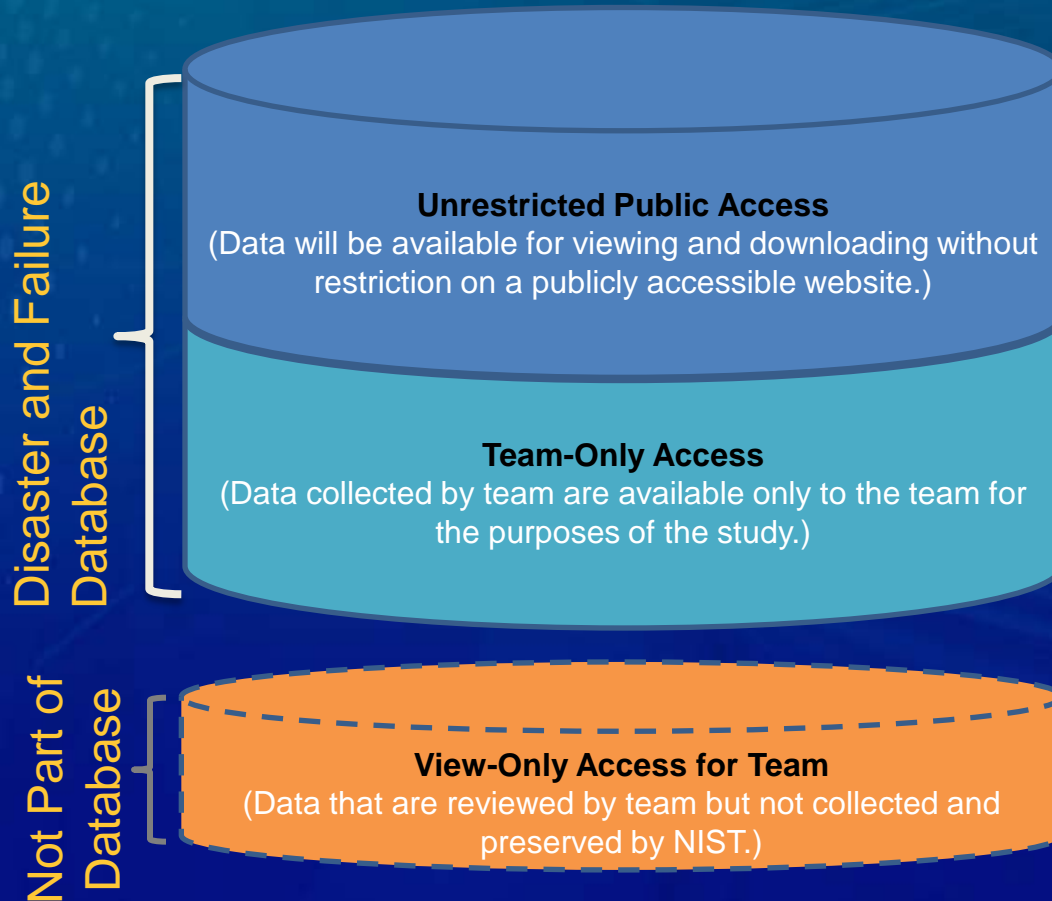 Disaster and Failure
Database
Unrestricted Public Access
(Data will be available for viewing and downloading without
restriction on a publicly accessible website.)
Team-Only Access
(Data collected by team are available only to the team for
the purposes of the study.)
Not Part of
Database
View-Only Access for Team
(Data that are reviewed by team but not collected and
preserved by NIST.)